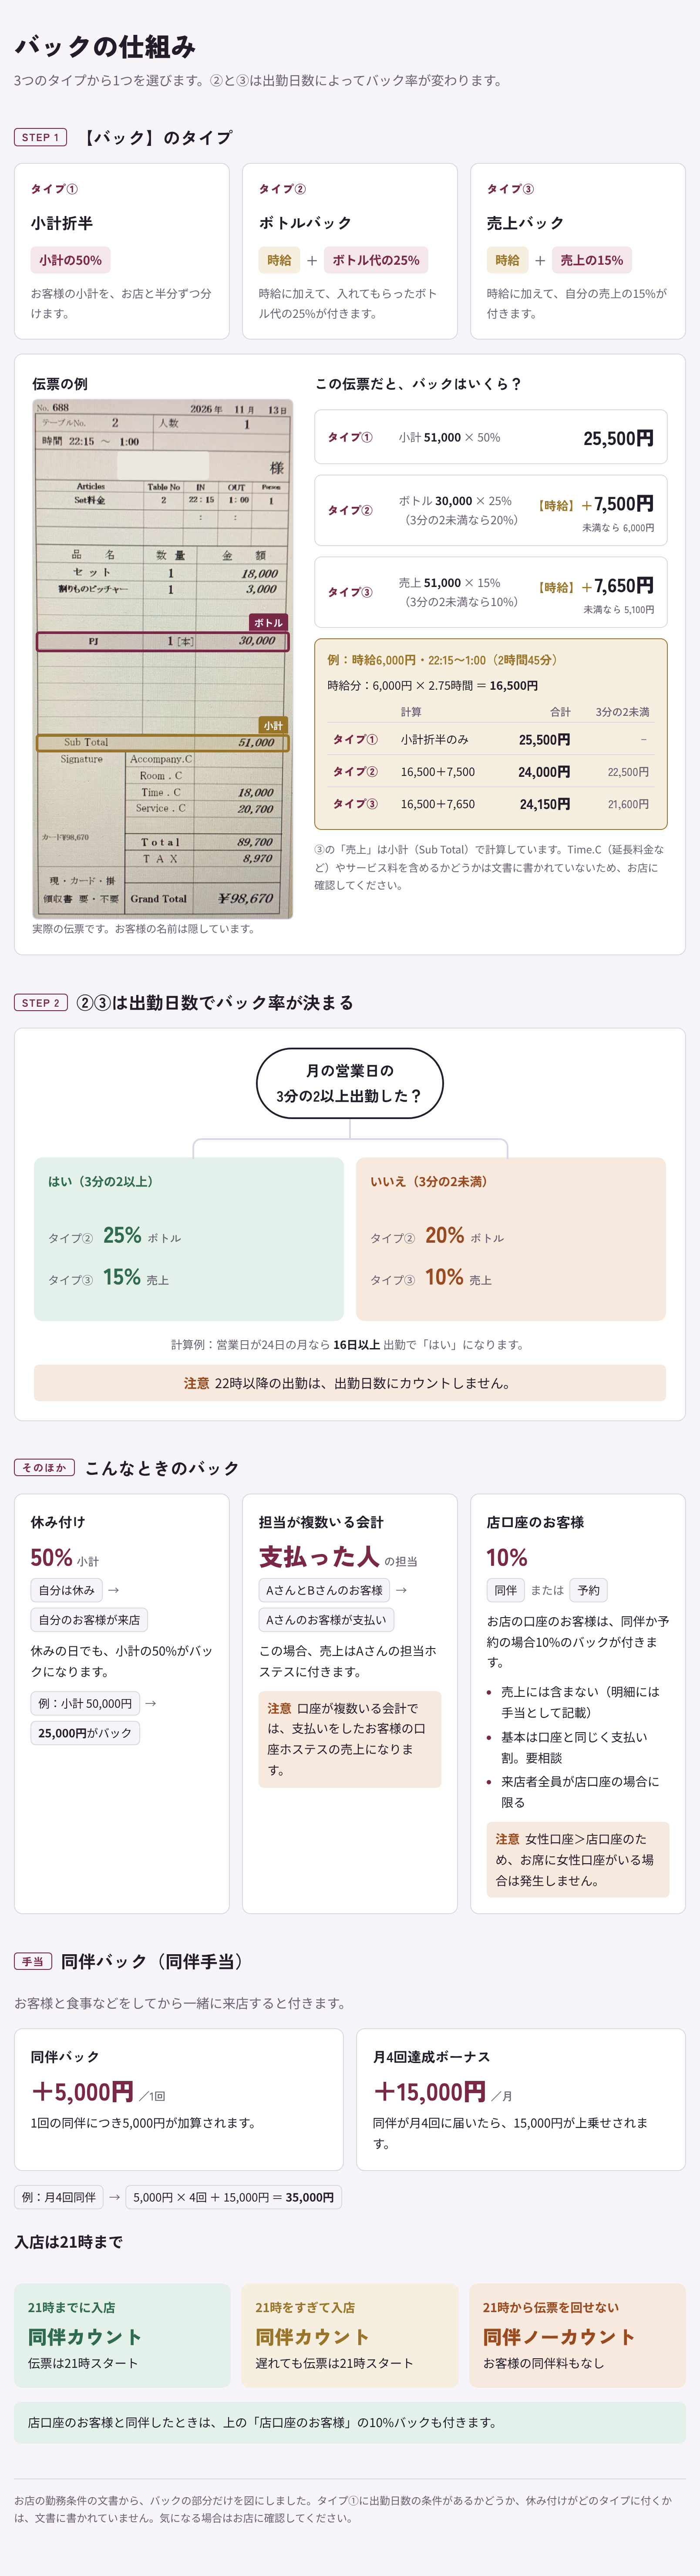 バックの仕組み
3つのタイプから1つを選びます。②と③は出勤日数によってバック率が変わります。
STEP 1 【バック】のタイプ
タイプ①
小計折半
小計の50%
お客様の小計を、お店と半分ずつ分
けます。
タイプ②
ボトルバック
時給 + ボトル代の25%
時給に加えて、入れてもらったボト
ル代の25%が付きます。
タイプ③
売上バック
時給 + 売上の15%
時給に加えて、自分の売上の15%が
付きます。
伝票の例
No. 688 2026年 11月 13日
テーブルNo. 2 人数 1
時間 22:15 ～ 1:00
様
Articles Table No IN OUT Persons
Set料金 2 22:15 1:00 1
: :
品名 数量 金額
セット 1 18,000
割りものピッチャー 1 3,000
ボトル
PJ 1 [本] 30,000
小計
Sub Total 51,000
Signature Accompany.C
Room . C
Time . C 18,000
Service . C 20,700
カード¥98,670
Total 89,700
TAX 8,970
現・カード・掛
領収書 要・不要 Grand Total ¥98,670
実際の伝票です。お客様の名前は隠しています。
この伝票だと、バックはいくら？
タイプ① 小計 51,000 × 50% 25,500円
タイプ② ボトル 30,000 × 25% 【時給】+7,500円
（3分の2未満なら20%） 未満なら 6,000円
タイプ③ 売上 51,000 × 15% 【時給】+7,650円
（3分の2未満なら10%） 未満なら 5,100円
例：時給6,000円・22:15〜1:00（2時間45分）
時給分：6,000円 × 2.75時間 ＝ 16,500円
計算 合計 3分の2未満
タイプ① 小計折半のみ 25,500円 –
タイプ② 16,500+7,500 24,000円 22,500円
タイプ③ 16,500+7,650 24,150円 21,600円
③の「売上」は小計（Sub Total）で計算しています。Time.C（延長料金な
ど）やサービス料を含めるかどうかは文書に書かれていないため、お店に
確認してください。
STEP 2 ②③は出勤日数でバック率が決まる
月の営業日の
3分の2以上出勤した？
はい（3分の2以上）
タイプ② 25% ボトル
タイプ③ 15% 売上
いいえ（3分の2未満）
タイプ② 20% ボトル
タイプ③ 10% 売上
計算例：営業日が24日の月なら 16日以上 出勤で「はい」になります。
注意 22時以降の出勤は、出勤日数にカウントしません。
そのほか こんなときのバック
休み付け
50% 小計
自分は休み →
自分のお客様が来店
休みの日でも、小計の50%がバッ
クになります。
例：小計 50,000円 →
25,000円がバック
担当が複数いる会計
支払った人 の担当
AさんとBさんのお客様 →
Aさんのお客様が支払い
この場合、売上はAさんの担当ホ
ステスに付きます。
注意 口座が複数いる会計で
は、支払いをしたお客様の口
座ホステスの売上になりま
す。
店口座のお客様
10%
同伴 または 予約
お店の口座のお客様は、同伴か予
約の場合10%のバックが付きま
す。
• 売上には含まない（明細には
手当として記載）
• 基本は口座と同じく支払い
割。要相談
• 来店者全員が店口座の場合に
限る
注意 女性口座＞店口座のた
め、お席に女性口座がいる場
合は発生しません。
手当 同伴バック（同伴手当）
お客様と食事などをしてから一緒に来店すると付きます。
同伴バック
＋5,000円 ／1回
1回の同伴につき5,000円が加算されます。
月4回達成ボーナス
＋15,000円 ／月
同伴が月4回に届いたら、15,000円が上乗せされま
す。
例：月4回同伴 → 5,000円 × 4回 ＋ 15,000円 ＝ 35,000円
入店は21時まで
21時までに入店
同伴カウント
伝票は21時スタート
21時をすぎて入店
同伴カウント
遅れても伝票は21時スタート
21時から伝票を回せない
同伴ノーカウント
お客様の同伴料もなし
店口座のお客様と同伴したときは、上の「店口座のお客様」の10%バックも付きます。
お店の勤務条件の文書から、バックの部分だけを図にしました。タイプ①に出勤日数の条件があるかどうか、休み付けがどのタイプに付くか
は、文書に書かれていません。気になる場合はお店に確認してください。